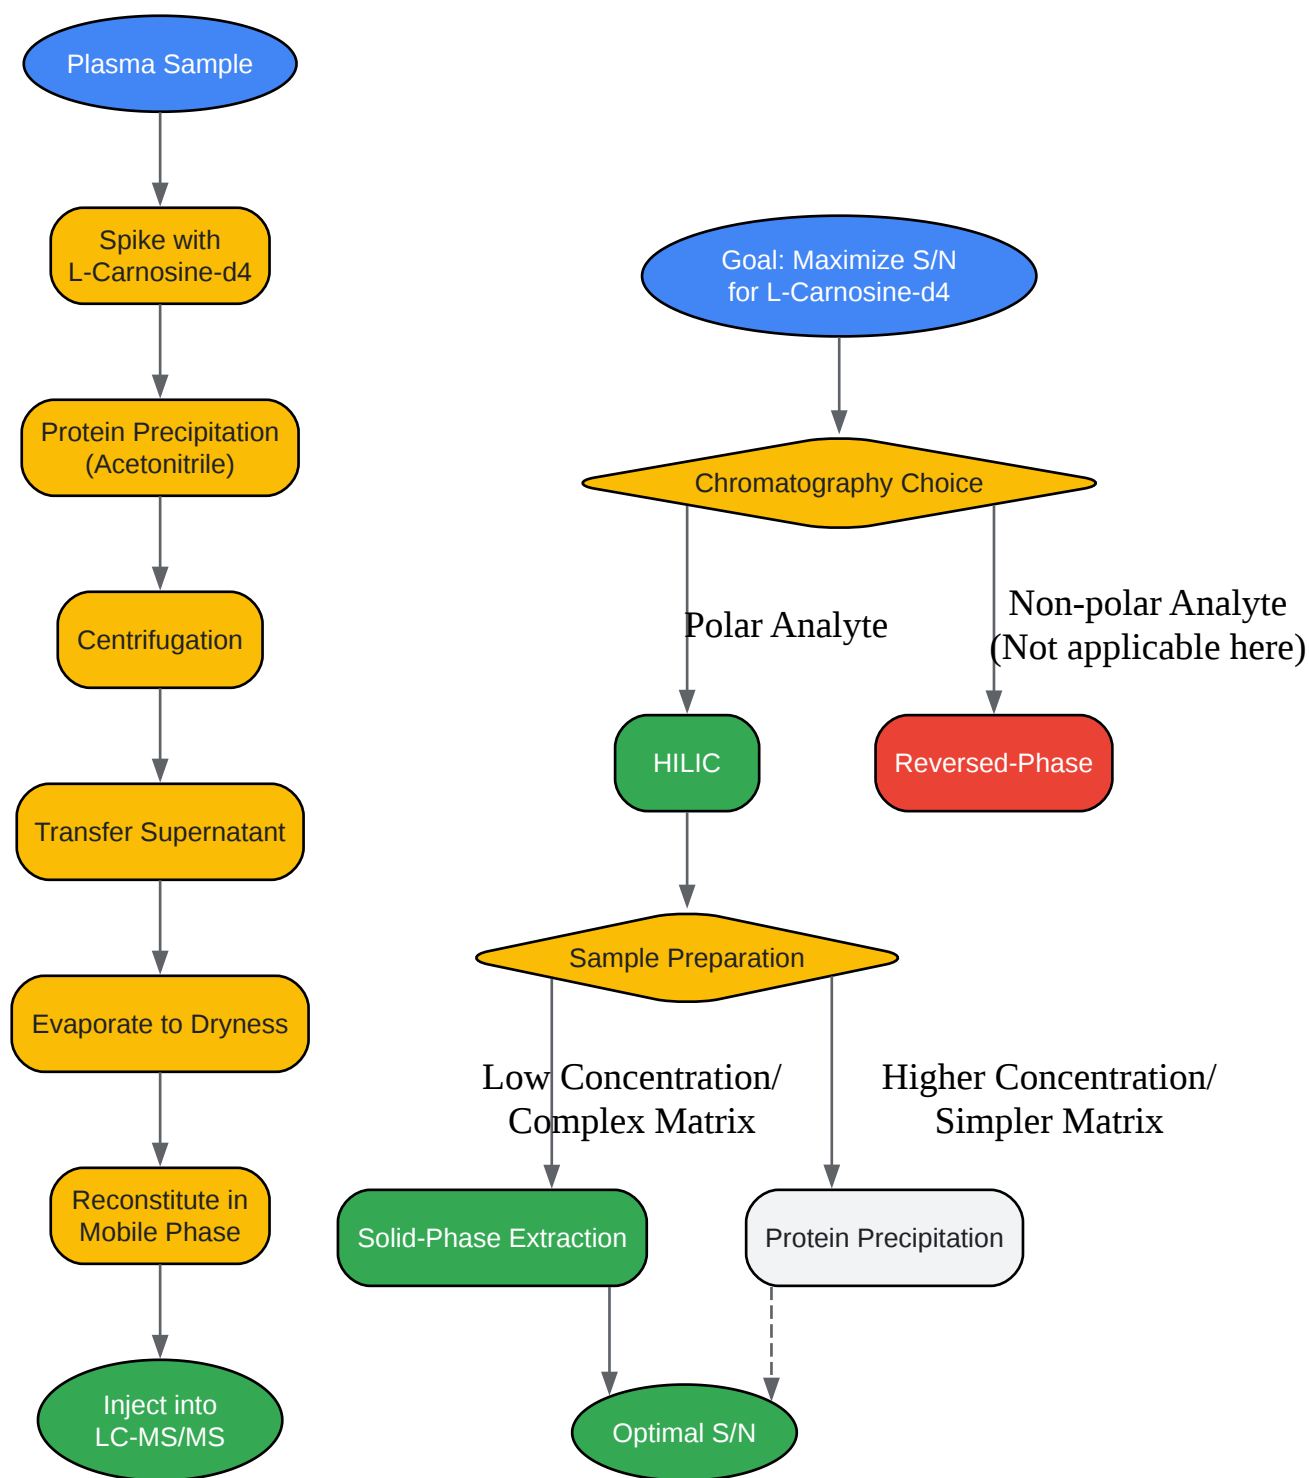 Plasma Sample
Spike with
L-Carnosine-d4
Protein Precipitation
(Acetonitrile)
Centrifugation
Transfer Supernatant
Evaporate to Dryness
Reconstitute in
Mobile Phase
Inject into
LC-MS/MS
Goal: Maximize S/N
for L-Carnosine-d4
Chromatography Choice
Polar Analyte
Non-polar Analyte
(Not applicable here)
HILIC
Reversed-Phase
Sample Preparation
Low Concentration/
Complex Matrix
Higher Concentration/
Simpler Matrix
Solid-Phase Extraction
Protein Precipitation
Optimal S/N